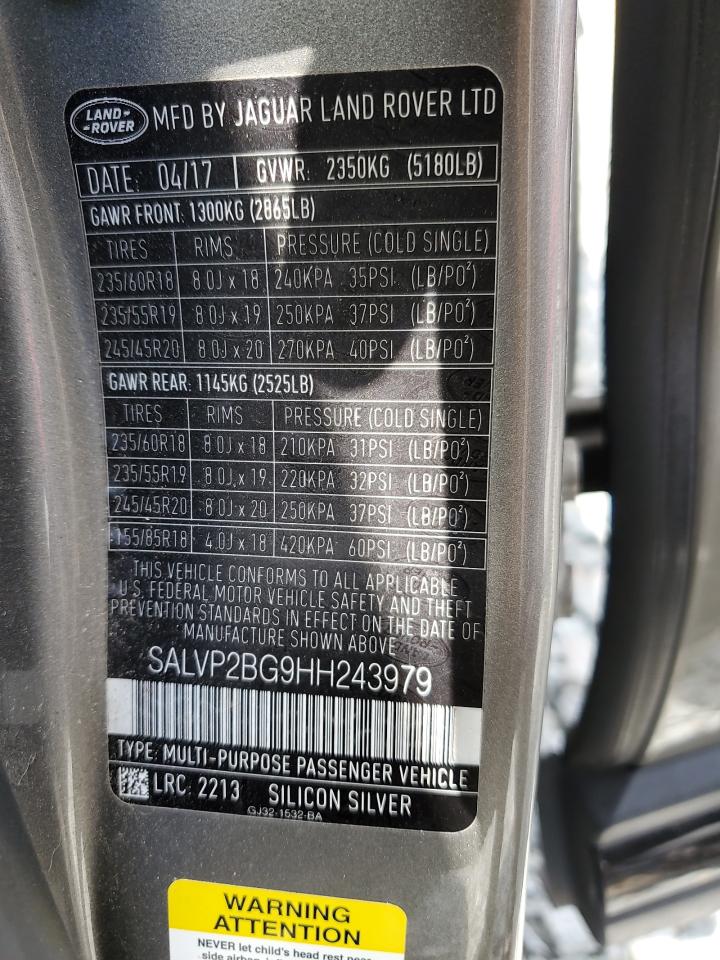 LAND ROVER MFD BY JAGUAR LAND ROVER LTD
DATE: 04/17 GVWR: 2350KG (5180LB)
GAWR FRONT: 1300KG (2865LB)
TIRES RIMS PRESSURE (COLD SINGLE)
235/60R18 8.0J x 18 240KPA 35PSI (LB/PO²)
235/55R19 8.0J x 19 250KPA 37PSI (LB/PO²)
245/45R20 8.0J x 20 270KPA 40PSI (LB/PO²)
GAWR REAR: 1145KG (2525LB)
TIRES RIMS PRESSURE (COLD SINGLE)
235/60R18 8.0J x 18 210KPA 31PSI (LB/PO²)
235/55R19 8.0J x 19 220KPA 32PSI (LB/PO²)
245/45R20 8.0J x 20 250KPA 37PSI (LB/PO²)
155/85R18 4.0J x 18 420KPA 60PSI (LB/PO²)
THIS VEHICLE CONFORMS TO ALL APPLICABLE
U.S. FEDERAL MOTOR VEHICLE SAFETY AND THEFT
PREVENTION STANDARDS IN EFFECT ON THE DATE OF
MANUFACTURE SHOWN ABOVE
SALVP2BG9HH243979
TYPE: MULTI-PURPOSE PASSENGER VEHICLE
LRC: 2213 SILICON SILVER
GJ32-1532-BA
WARNING
ATTENTION
NEVER let child's head rest near
side